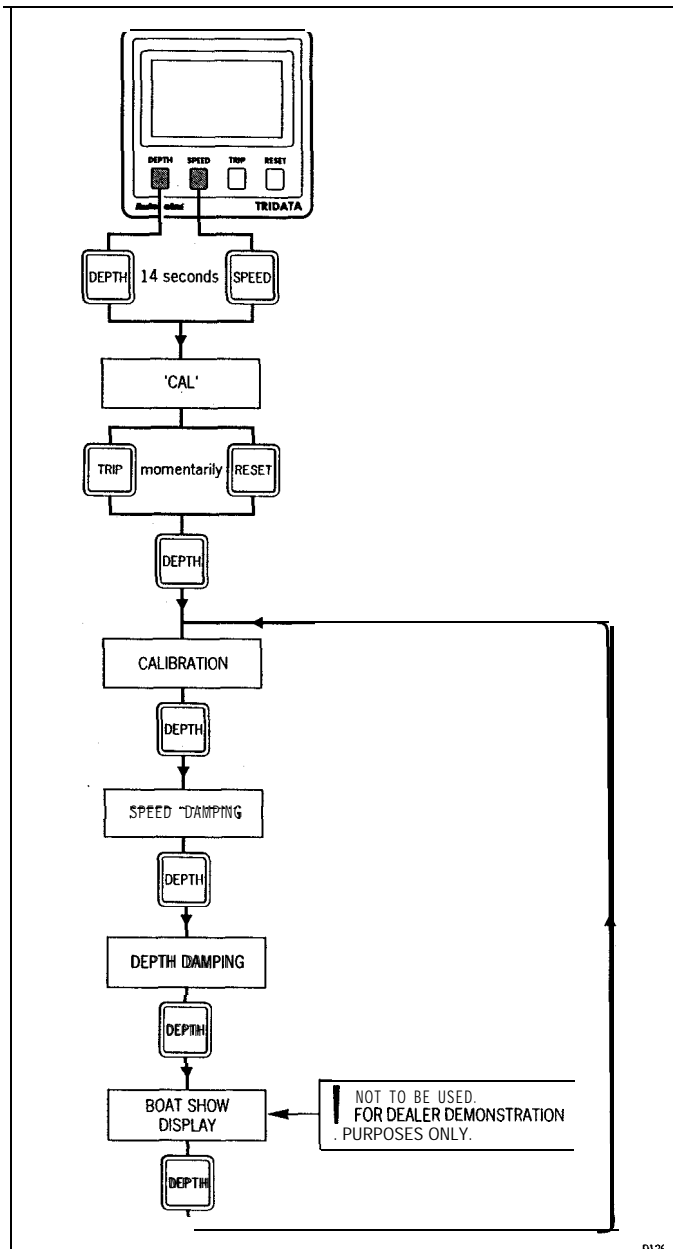 DEPTH SPEED TRIP RESET
TRIDATA
DEPTH 14 seconds SPEED
'CAL'
TRIP momentarily RESET
DEPTH
CALIBRATION
DEPTH
SPEED DAMPING
DEPTH
DEPTH DAMPING
DEPTH
BOAT SHOW
DISPLAY
! NOT TO BE USED.
FOR DEALER DEMONSTRATION
. PURPOSES ONLY.
DEPTH